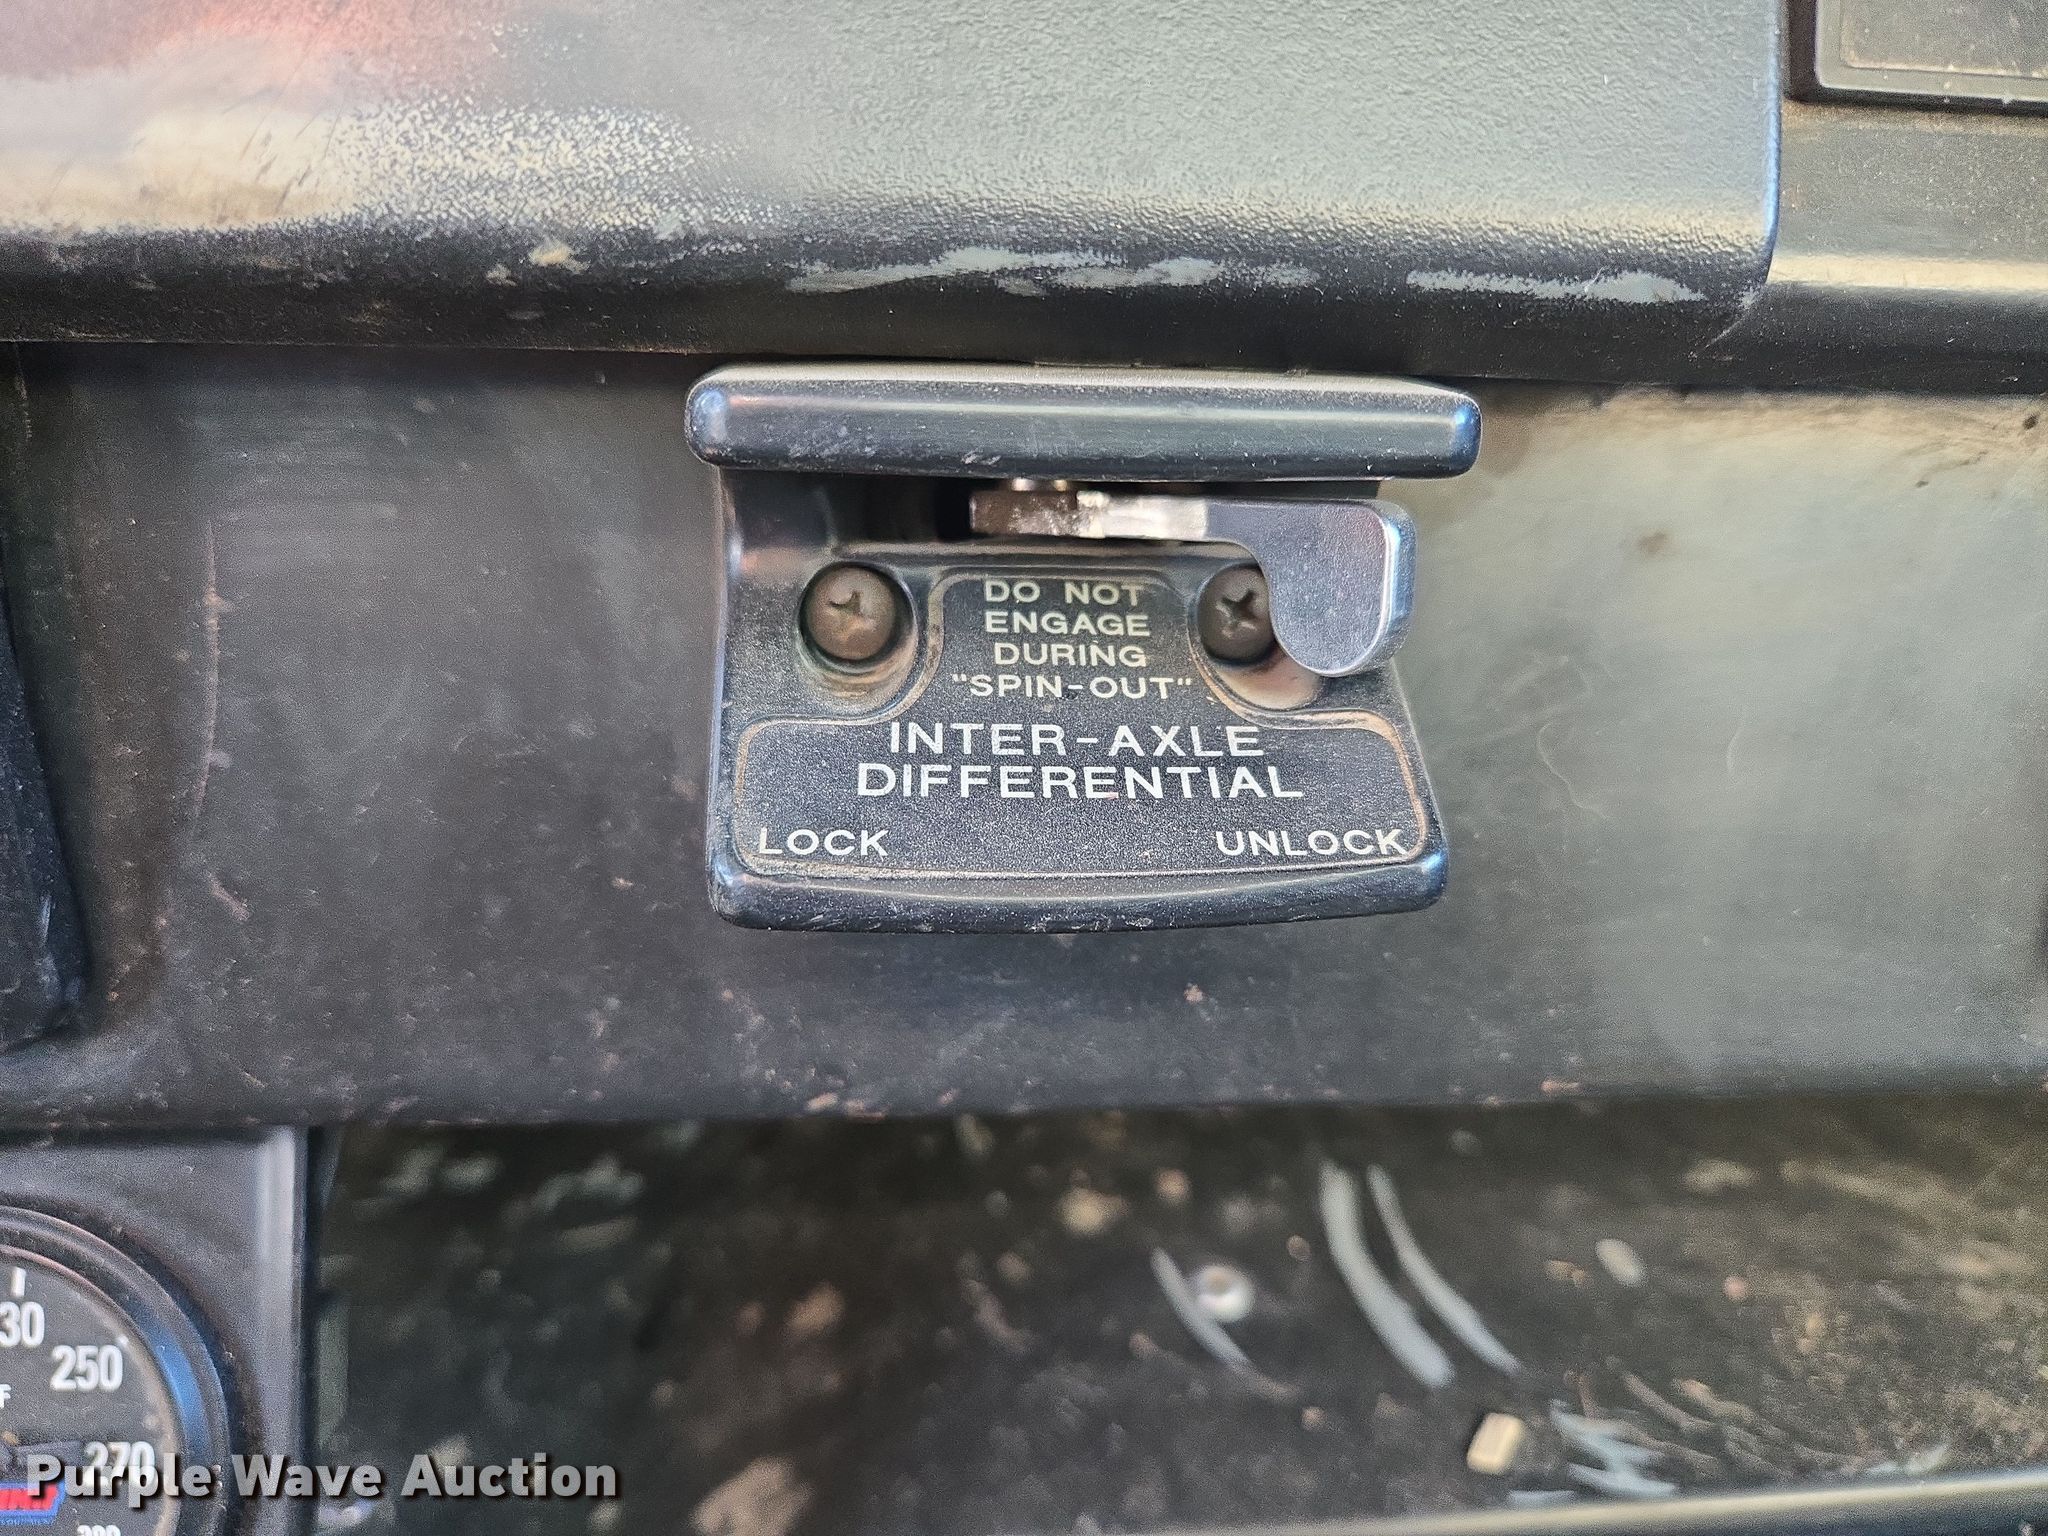 DO NOT
ENGAGE
DURING
"SPIN-OUT"
INTER-AXLE
DIFFERENTIAL
LOCK UNLOCK
30
250
F
270
Purple Wave Auction